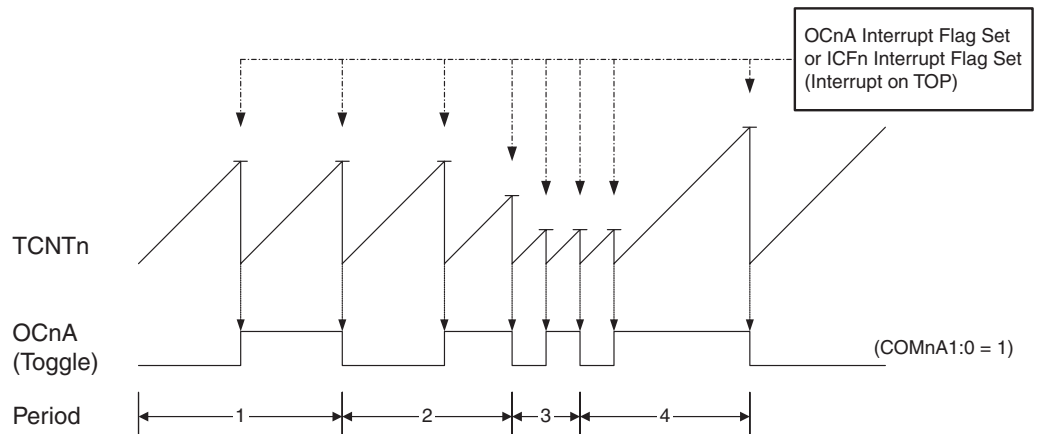 OCnA Interrupt Flag Set
or ICFn Interrupt Flag Set
(Interrupt on TOP)
TCNTn
OCnA
(Toggle)
(COMnA1:0 = 1)
Period
1
2
3
4